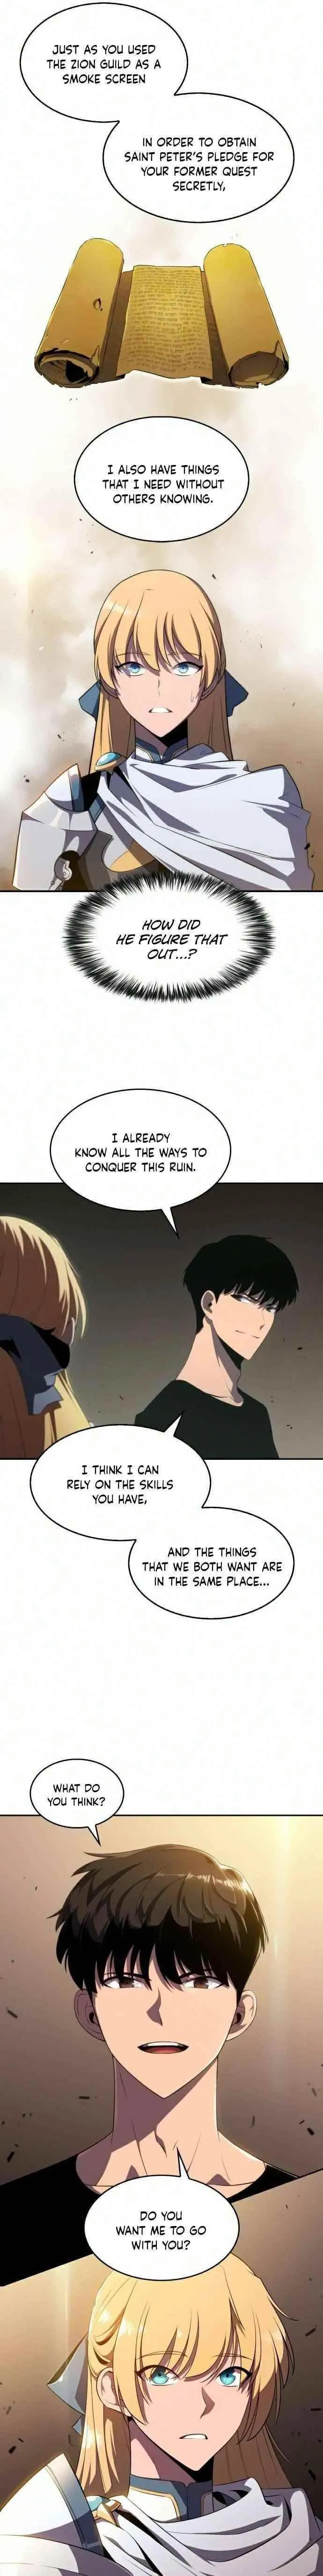 JUST AS YOU USED
THE ZION GUILD AS A
SMOKE SCREEN
IN ORDER TO OBTAIN
SAINT PETER'S PLEDGE FOR
YOUR FORMER QUEST
SECRETLY,
I ALSO HAVE THINGS
THAT I NEED WITHOUT
OTHERS KNOWING.
HOW DID
HE FIGURE THAT
OUT...?
I ALREADY
KNOW ALL THE WAYS TO
CONQUER THIS RUIN.
I THINK I CAN
RELY ON THE SKILLS
YOU HAVE,
AND THE THINGS
THAT WE BOTH WANT ARE
IN THE SAME PLACE...
WHAT DO
YOU THINK?
DO YOU
WANT ME TO GO
WITH YOU?